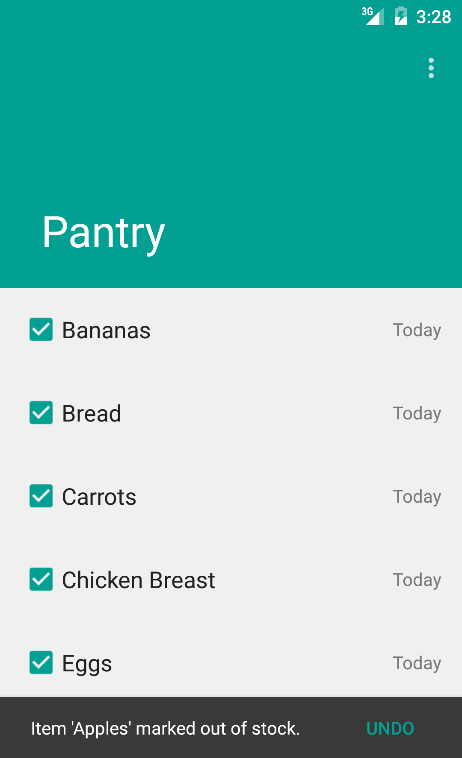 3G 3:28
Pantry
Bananas Today
Bread Today
Carrots Today
Chicken Breast Today
Eggs Today
Item 'Apples' marked out of stock. UNDO